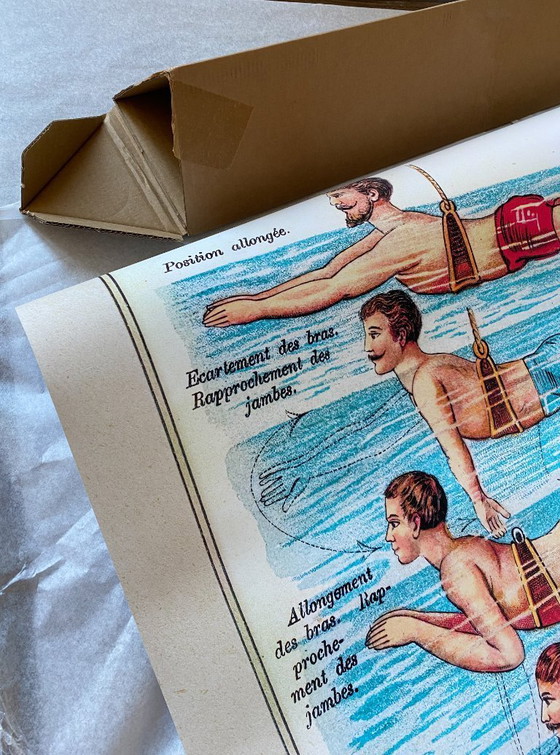 Position allongée.
Ecartement des bras.
Rapprochement des
jambes.
Allongement
des bras. Rap-
proche-
ment des
jambes.